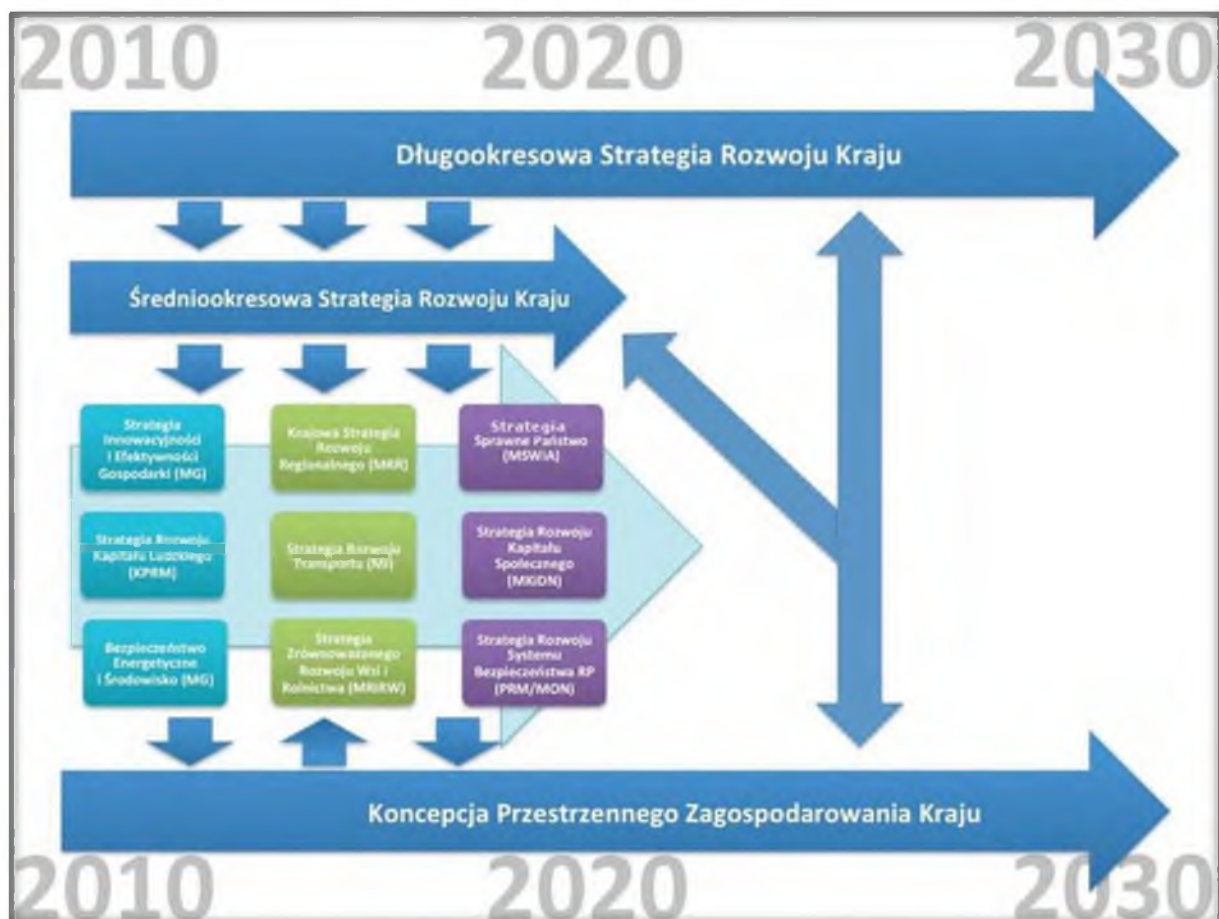 2010 2020 2030
Długookresowa Strategia Rozwoju Kraju
Średniookresowa Strategia Rozwoju Kraju
Strategia
Innowacyjności
i Efektywności
Gospodarki (MG)
Krajowa Strategia
Rozwoju
Regionalnego (MRR)
Strategia
Sprawne Państwo
(MSWiA)
Strategia Rozwoju
Kapitału Ludzkiego
(KPRM)
Strategia Rozwoju
Transportu (MI)
Strategia Rozwoju
Kapitału
Społecznego
(MKiDN)
Bezpieczeństwo
Energetyczne
i Środowisko (MG)
Strategia
Zrównoważonego
Rozwoju Wsi i
Rolnictwa (MRiRW)
Strategia Rozwoju
Systemu
Bezpieczeństwa RP
(PRM/MON)
Koncepcja Przestrzennego Zagospodarowania Kraju
2010 2020 2030